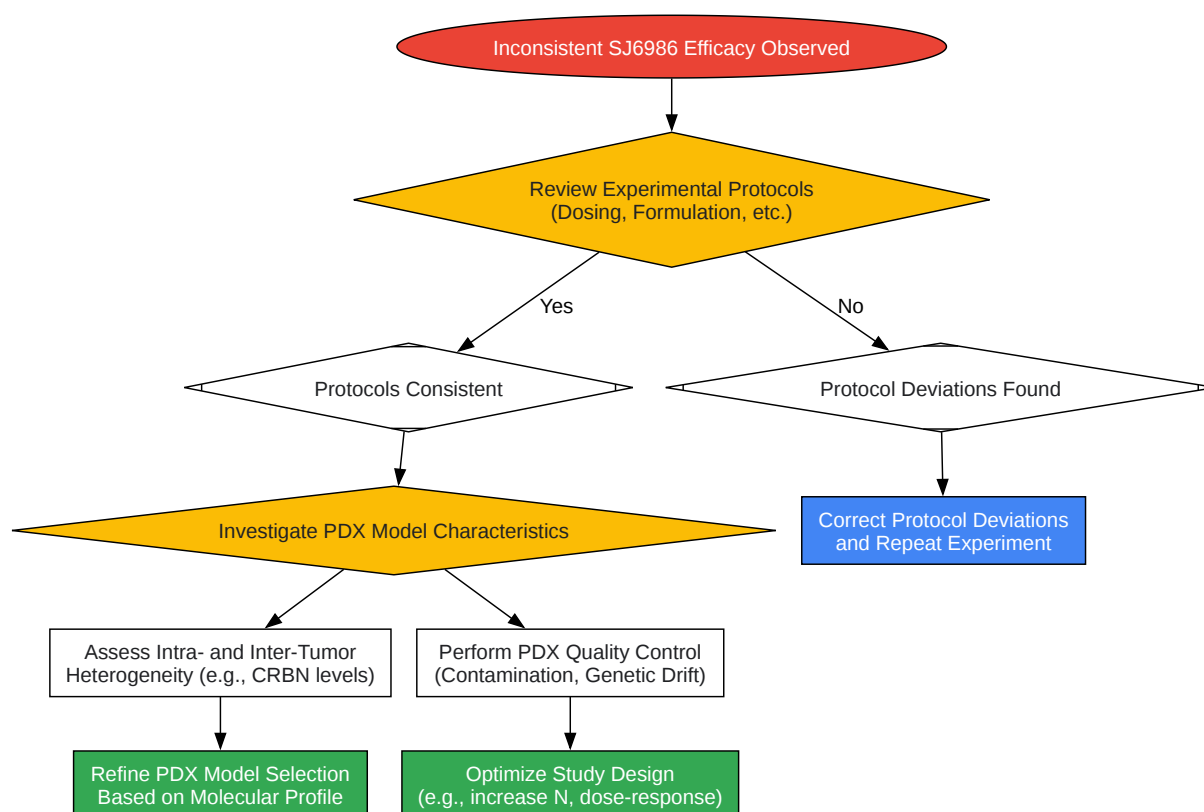 Inconsistent SJ6986 Efficacy Observed
Review Experimental Protocols
(Dosing, Formulation, etc.)
Yes
No
Protocols Consistent
Protocol Deviations Found
Investigate PDX Model Characteristics
Correct Protocol Deviations
and Repeat Experiment
Assess Intra- and Inter-Tumor
Heterogeneity (e.g., CRBN levels)
Perform PDX Quality Control
(Contamination, Genetic Drift)
Refine PDX Model Selection
Based on Molecular Profile
Optimize Study Design
(e.g., increase N, dose-response)